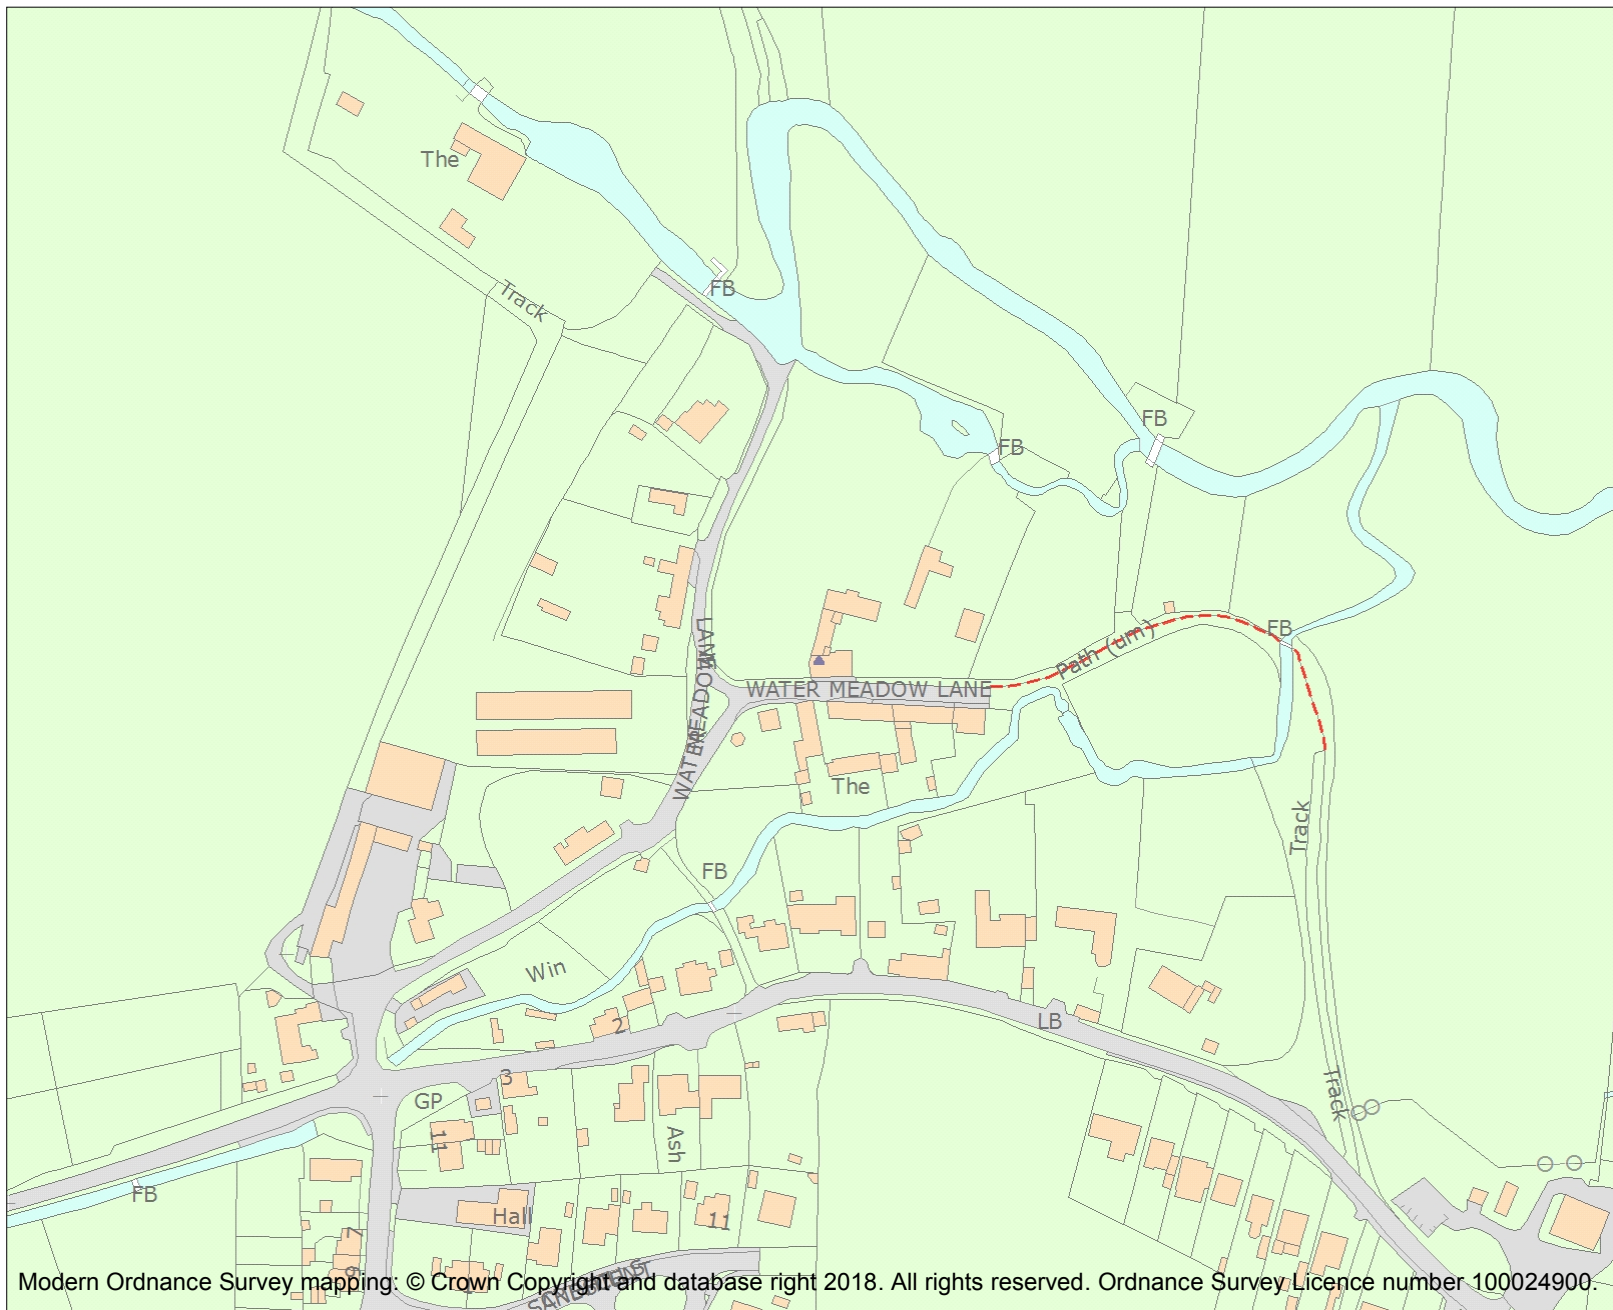 The
Track
FB
FB
FB
FB
Path (um)
WATER MEADOW LANE
WATER MEADOW LANE
The
Track
FB
Win
2
LB
3
GP
11
Ash
Track
FB
Hall
11
7
Modern Ordnance Survey mapping: © Crown Copyright and database right 2018. All rights reserved. Ordnance Survey Licence number 100024900.